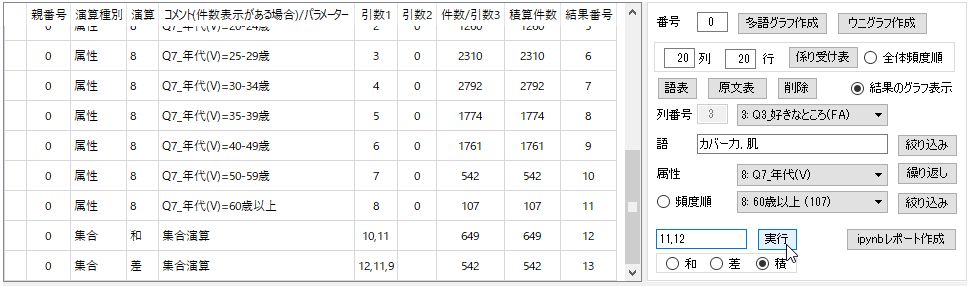 親番号 演算種別 演算 コメント(件数表示がある場合)/パラメーター 引数1 引数2 件数/引数3 積算件数 結果番号
0 属性 8 Q7_年代(V)=20-24歳 2 0 1260 1260 5
0 属性 8 Q7_年代(V)=25-29歳 3 0 2310 2310 6
0 属性 8 Q7_年代(V)=30-34歳 4 0 2792 2792 7
0 属性 8 Q7_年代(V)=35-39歳 5 0 1774 1774 8
0 属性 8 Q7_年代(V)=40-49歳 6 0 1761 1761 9
0 属性 8 Q7_年代(V)=50-59歳 7 0 542 542 10
0 属性 8 Q7_年代(V)=60歳以上 8 0 107 107 11
0 集合 和 集合演算 10,11 649 649 12
0 集合 差 集合演算 12,11,9 542 542 13
番号 0 多語グラフ作成 ウニグラフ作成
20 列 20 行 係り受け表 全体頻度順
語表 原文表 削除 結果のグラフ表示
列番号 3 3: Q3_好きなところ(FA)
語 カバー力, 肌 絞り込み
属性 8: Q7_年代(V) 繰り返し
頻度順 8: 60歳以上 (107) 絞り込み
11,12 実行 ipynbレポート作成
和 差 積